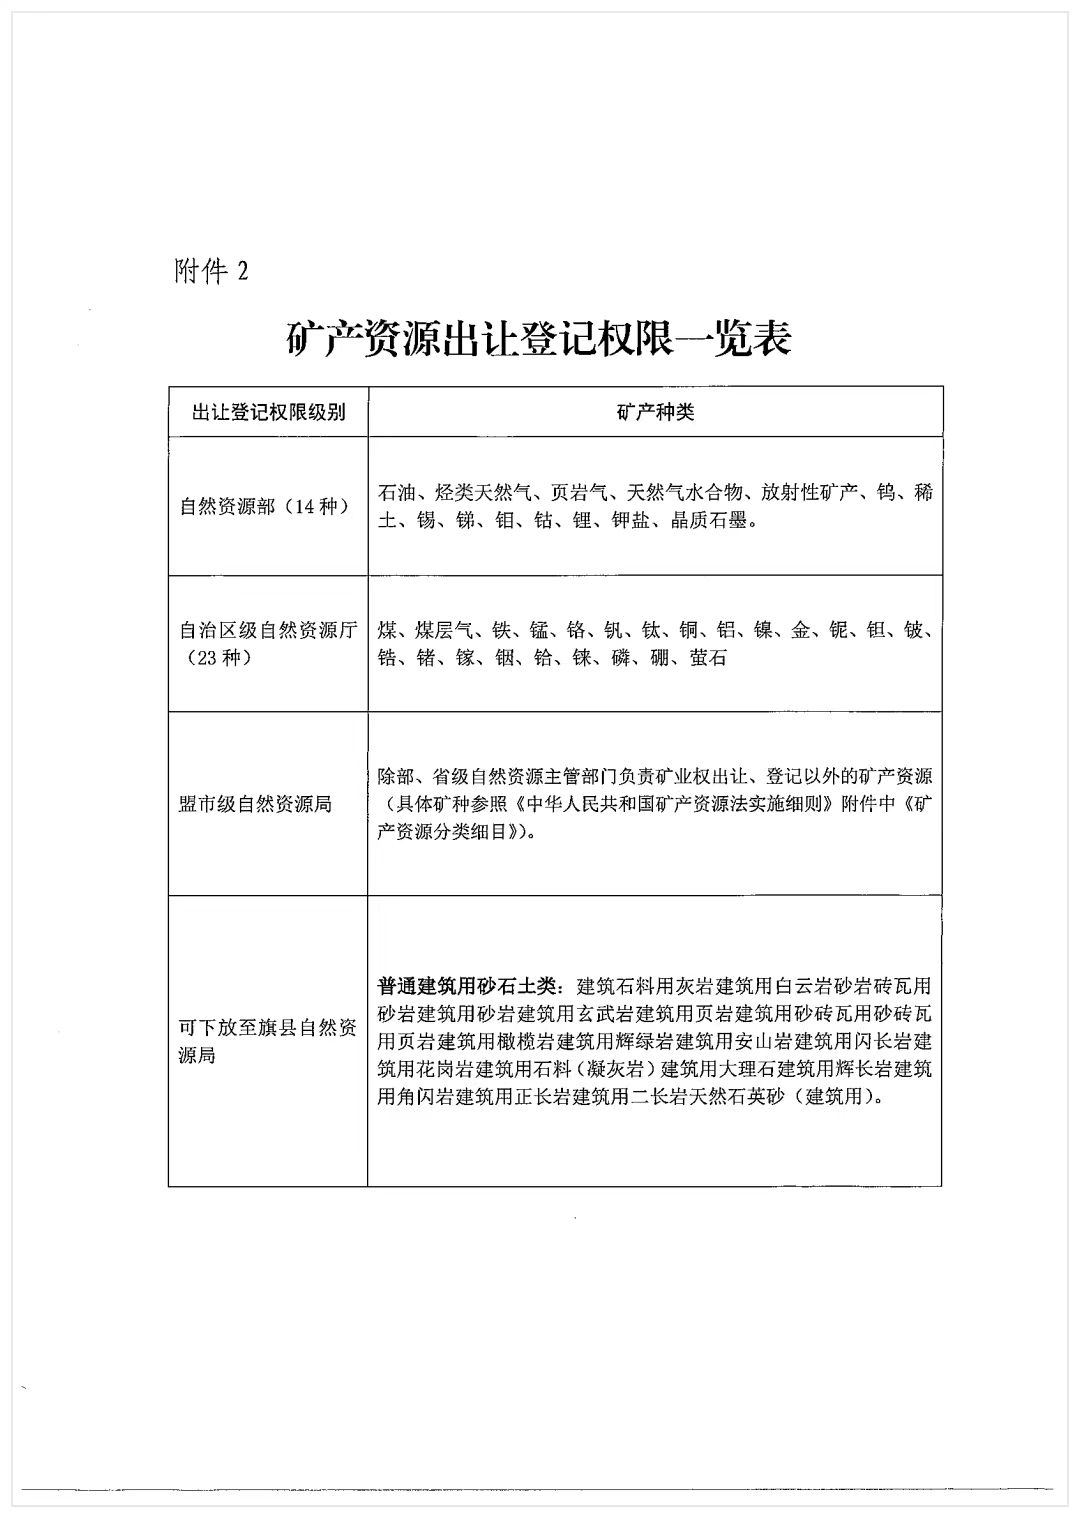 附件 2
矿产资源出让登记权限一览表
出让登记权限级别
矿产种类
自然资源部（14 种）
石油、烃类天然气、页岩气、天然气水合物、放射性矿产、钨、稀
土、锡、锑、钼、钴、锂、钾盐、晶质石墨。
自治区级自然资源厅
（23 种）
煤、煤层气、铁、锰、铬、钒、钛、铜、铝、镍、金、铌、钽、铍、
锆、锗、镓、铟、铪、铼、磷、硼、萤石
盟市级自然资源局
除部、省级自然资源主管部门负责矿业权出让、登记以外的矿产资源
（具体矿种参照《中华人民共和国矿产资源法实施细则》附件中《矿
产资源分类细目》）。
可下放至旗县自然资
源局
普通建筑用砂石土类：建筑石料用灰岩建筑用白云岩砂岩砖瓦用
砂岩建筑用砂岩建筑用玄武岩建筑用页岩建筑用砂砖瓦用砂砖瓦
用页岩建筑用橄榄岩建筑用辉绿岩建筑用安山岩建筑用闪长岩建
筑用花岗岩建筑用石料（凝灰岩）建筑用大理石建筑用辉长岩建筑
用角闪岩建筑用正长岩建筑用二长岩天然石英砂（建筑用）。